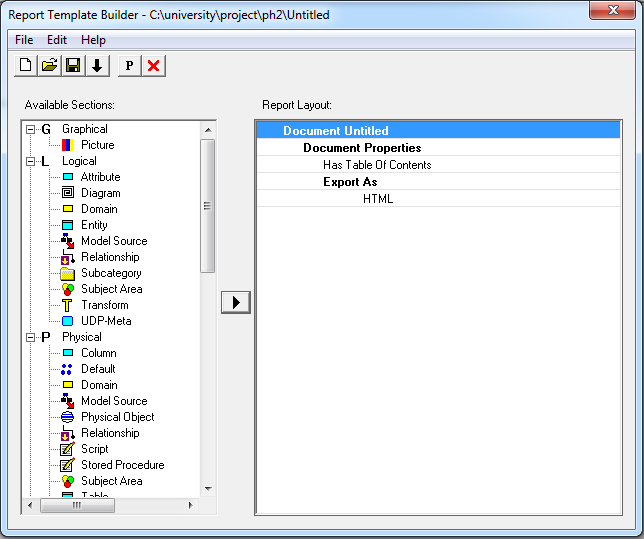 Report Template Builder - C:\university\project\ph2\Untitled
File Edit Help
P
Available Sections:
G Graphical
Picture
L Logical
Attribute
Diagram
Domain
Entity
Model Source
Relationship
Subcategory
Subject Area
Transform
UDP-Meta
P Physical
Column
Default
Domain
Model Source
Physical Object
Relationship
Script
Stored Procedure
Subject Area
Table
Report Layout:
Document Untitled
Document Properties
Has Table Of Contents
Export As
HTML